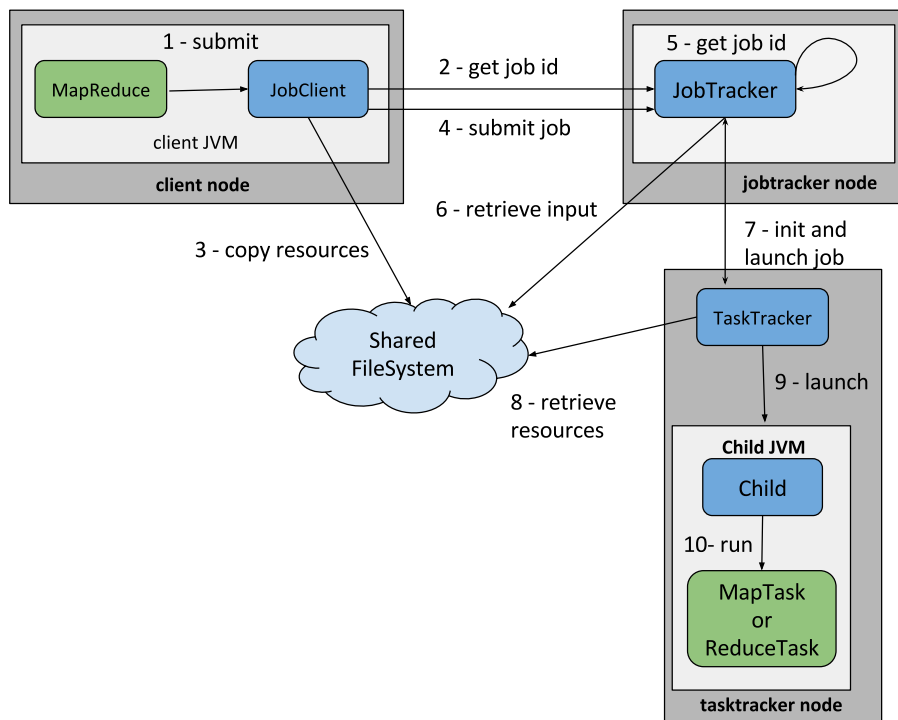 1 - submit
MapReduce
JobClient
client JVM
client node
2 - get job id
4 - submit job
5 - get job id
JobTracker
jobtracker node
3 - copy resources
6 - retrieve input
7 - init and
launch job
Shared
FileSystem
TaskTracker
8 - retrieve
resources
9 - launch
Child JVM
Child
10- run
MapTask
or
ReduceTask
tasktracker node